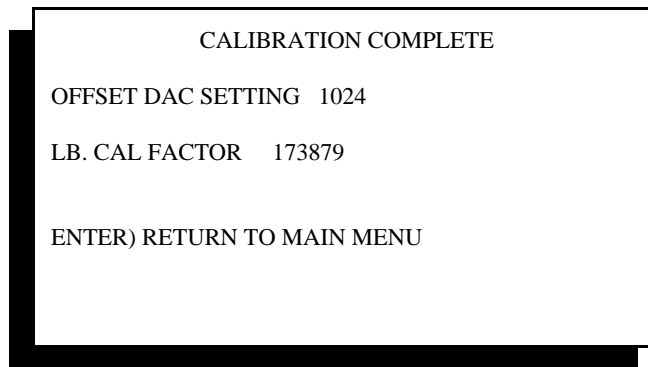 CALIBRATION COMPLETE
OFFSET DAC SETTING 1024
LB. CAL FACTOR 173879
ENTER) RETURN TO MAIN MENU